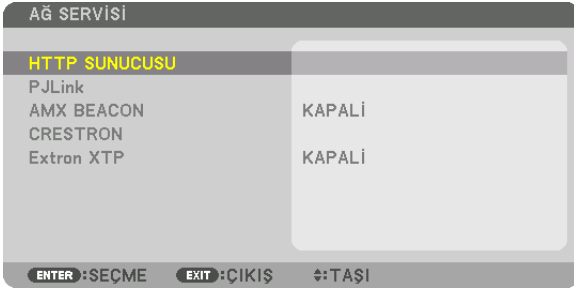 AĞ SERVİSİ
HTTP SUNUCUSU
PJLink
AMX BEACON KAPALİ
CRESTRON
Extron XTP KAPALİ
ENTER :SEÇME EXIT :ÇIKIŞ :TAŞI